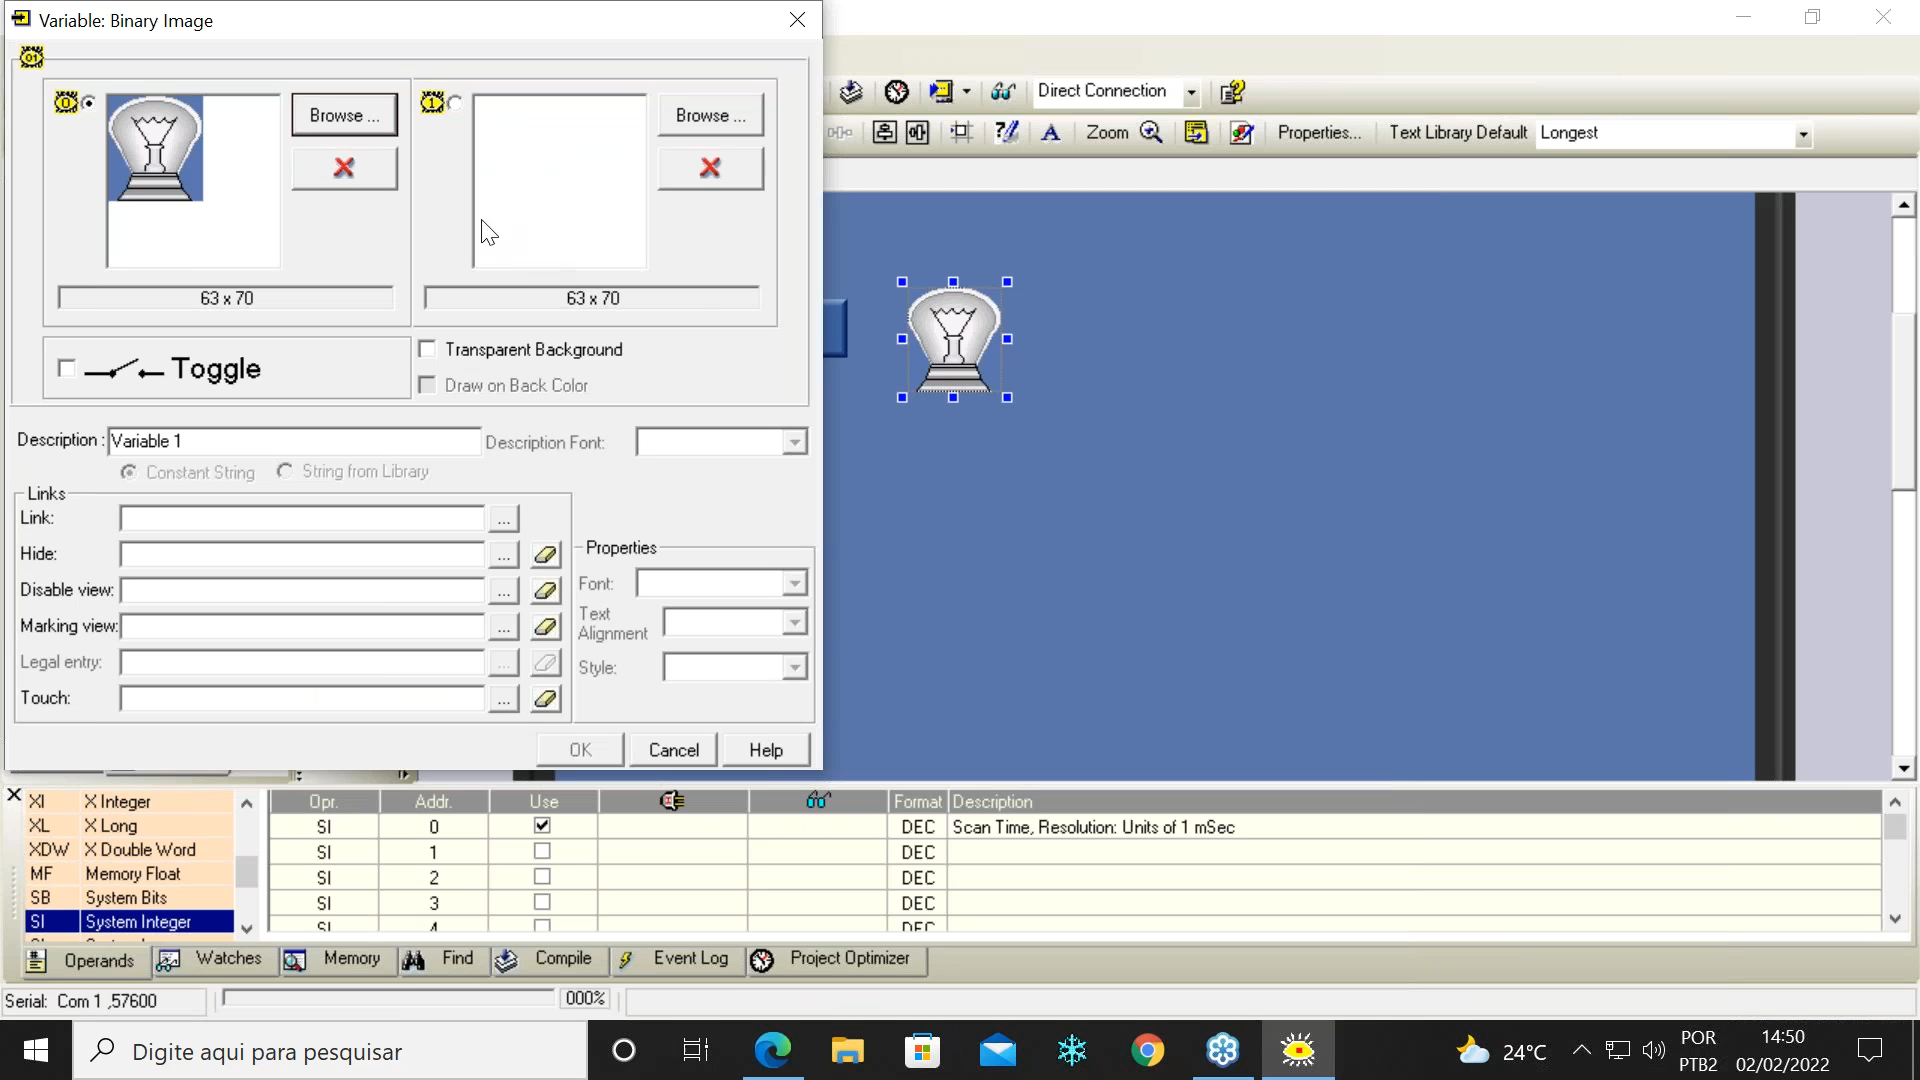 Variable: Binary Image
01
0
Browse ...
1
Browse ...
63 x 70
63 x 70
Toggle
Transparent Background
Draw on Back Color
Description :
Variable 1
Description Font:
Constant String
String from Library
Links
Link:
...
Hide:
...
Disable view:
...
Marking view:
...
Legal entry:
...
Touch:
...
Properties
Font:
Text
Alignment
Style:
OK
Cancel
Help
Direct Connection
Zoom
Properties...
Text Library Default
Longest
XI X Integer
XL X Long
XDW X Double Word
MF Memory Float
SB System Bits
SI System Integer
Opr. Addr. Use Format Description
SI 0 DEC Scan Time, Resolution: Units of 1 mSec
SI 1 DEC
SI 2 DEC
SI 3 DEC
SI 4 DEC
Operands
Watches
Memory
Find
Compile
Event Log
Project Optimizer
Serial: Com 1 ,57600
000%
Digite aqui para pesquisar
24°C
POR
PTB2
14:50
02/02/2022